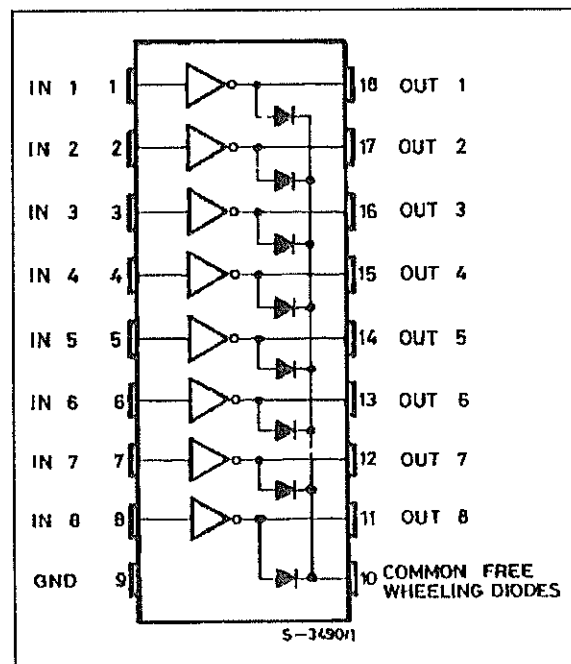 IN 1 1 18 OUT 1
IN 2 2 17 OUT 2
IN 3 3 16 OUT 3
IN 4 4 15 OUT 4
IN 5 5 14 OUT 5
IN 6 6 13 OUT 6
IN 7 7 12 OUT 7
IN 8 8 11 OUT 8
GND 9 10 COMMON FREE
WHEELING DIODES
S-3490/1